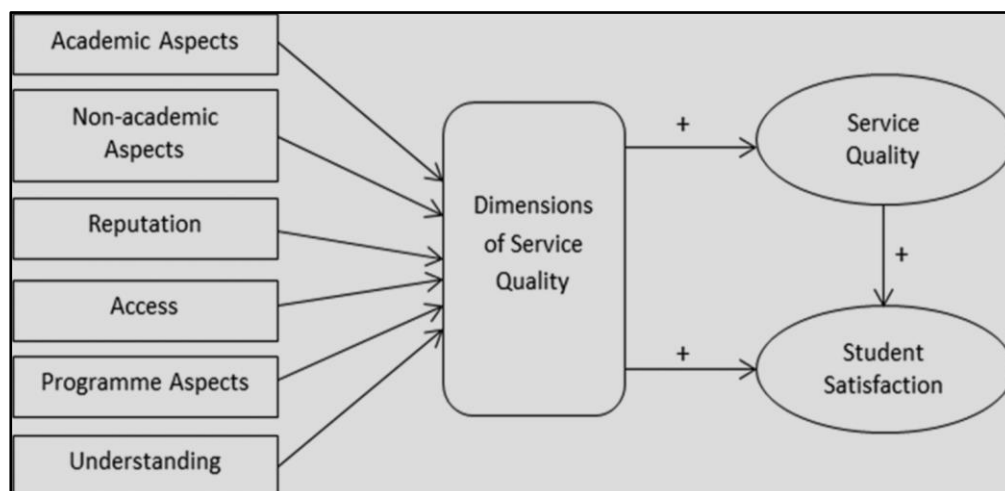 Academic Aspects
Non-academic
Aspects
Reputation
Access
Programme Aspects
Understanding
Dimensions
of Service
Quality
+
+
Service
Quality
+
Student
Satisfaction